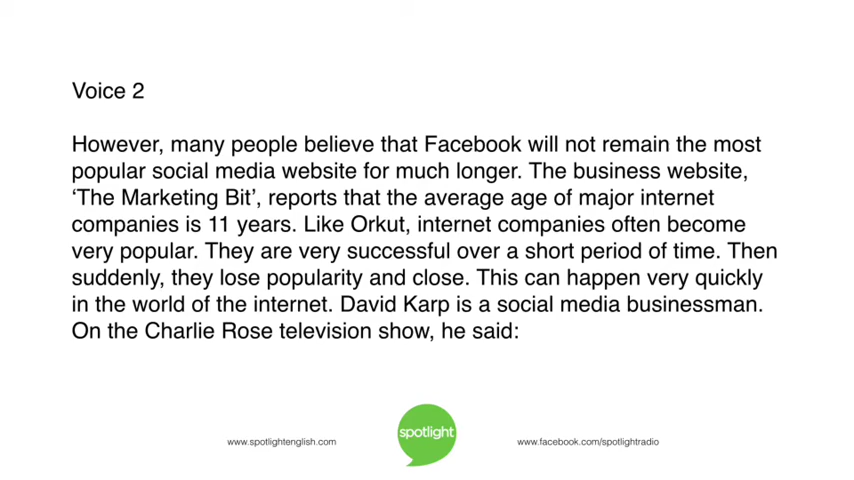 Voice 2
However, many people believe that Facebook will not remain the most
popular social media website for much longer. The business website,
‘The Marketing Bit’, reports that the average age of major internet
companies is 11 years. Like Orkut, internet companies often become
very popular. They are very successful over a short period of time. Then
suddenly, they lose popularity and close. This can happen very quickly
in the world of the internet. David Karp is a social media businessman.
On the Charlie Rose television show, he said:
www.spotlightenglish.com
spotlight
www.facebook.com/spotlightradio